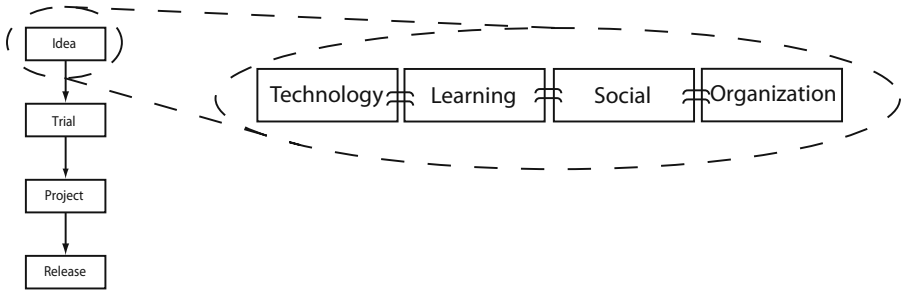 Idea
Technology Learning Social Organization
Trial
Project
Release